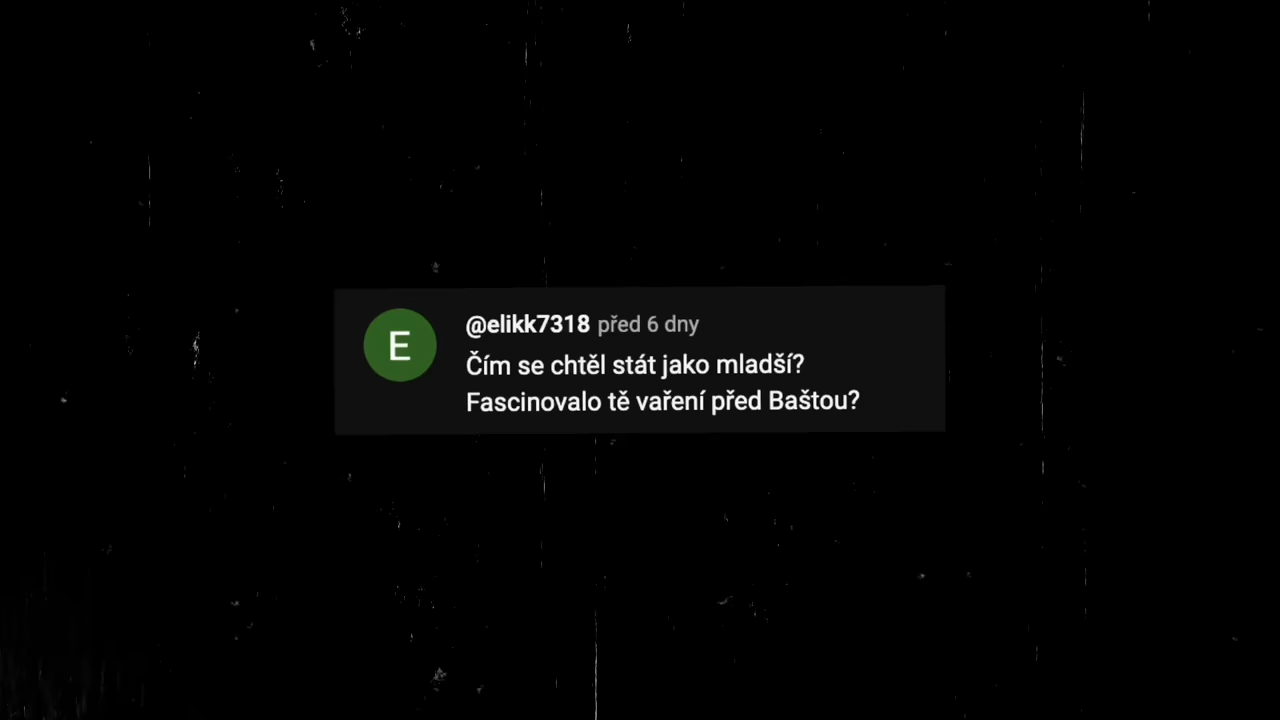 E
@elikk7318 před 6 dny
Čím se chtěl stát jako mladší?
Fascinovalo tě vaření před Baštou?